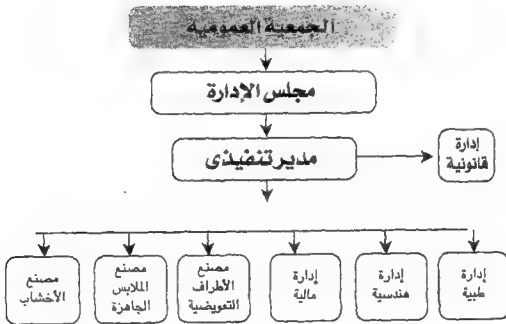 الجمعية العمومية
مجلس الإدارة
مدير تنفيذى
إدارة
قانونية
إدارة
طبية
إدارة
هندسية
إدارة
مالية
مصنع
الأطراف
التعويضية
مصنع
الملابس
الجاهزة
مصنع
الأخشاب